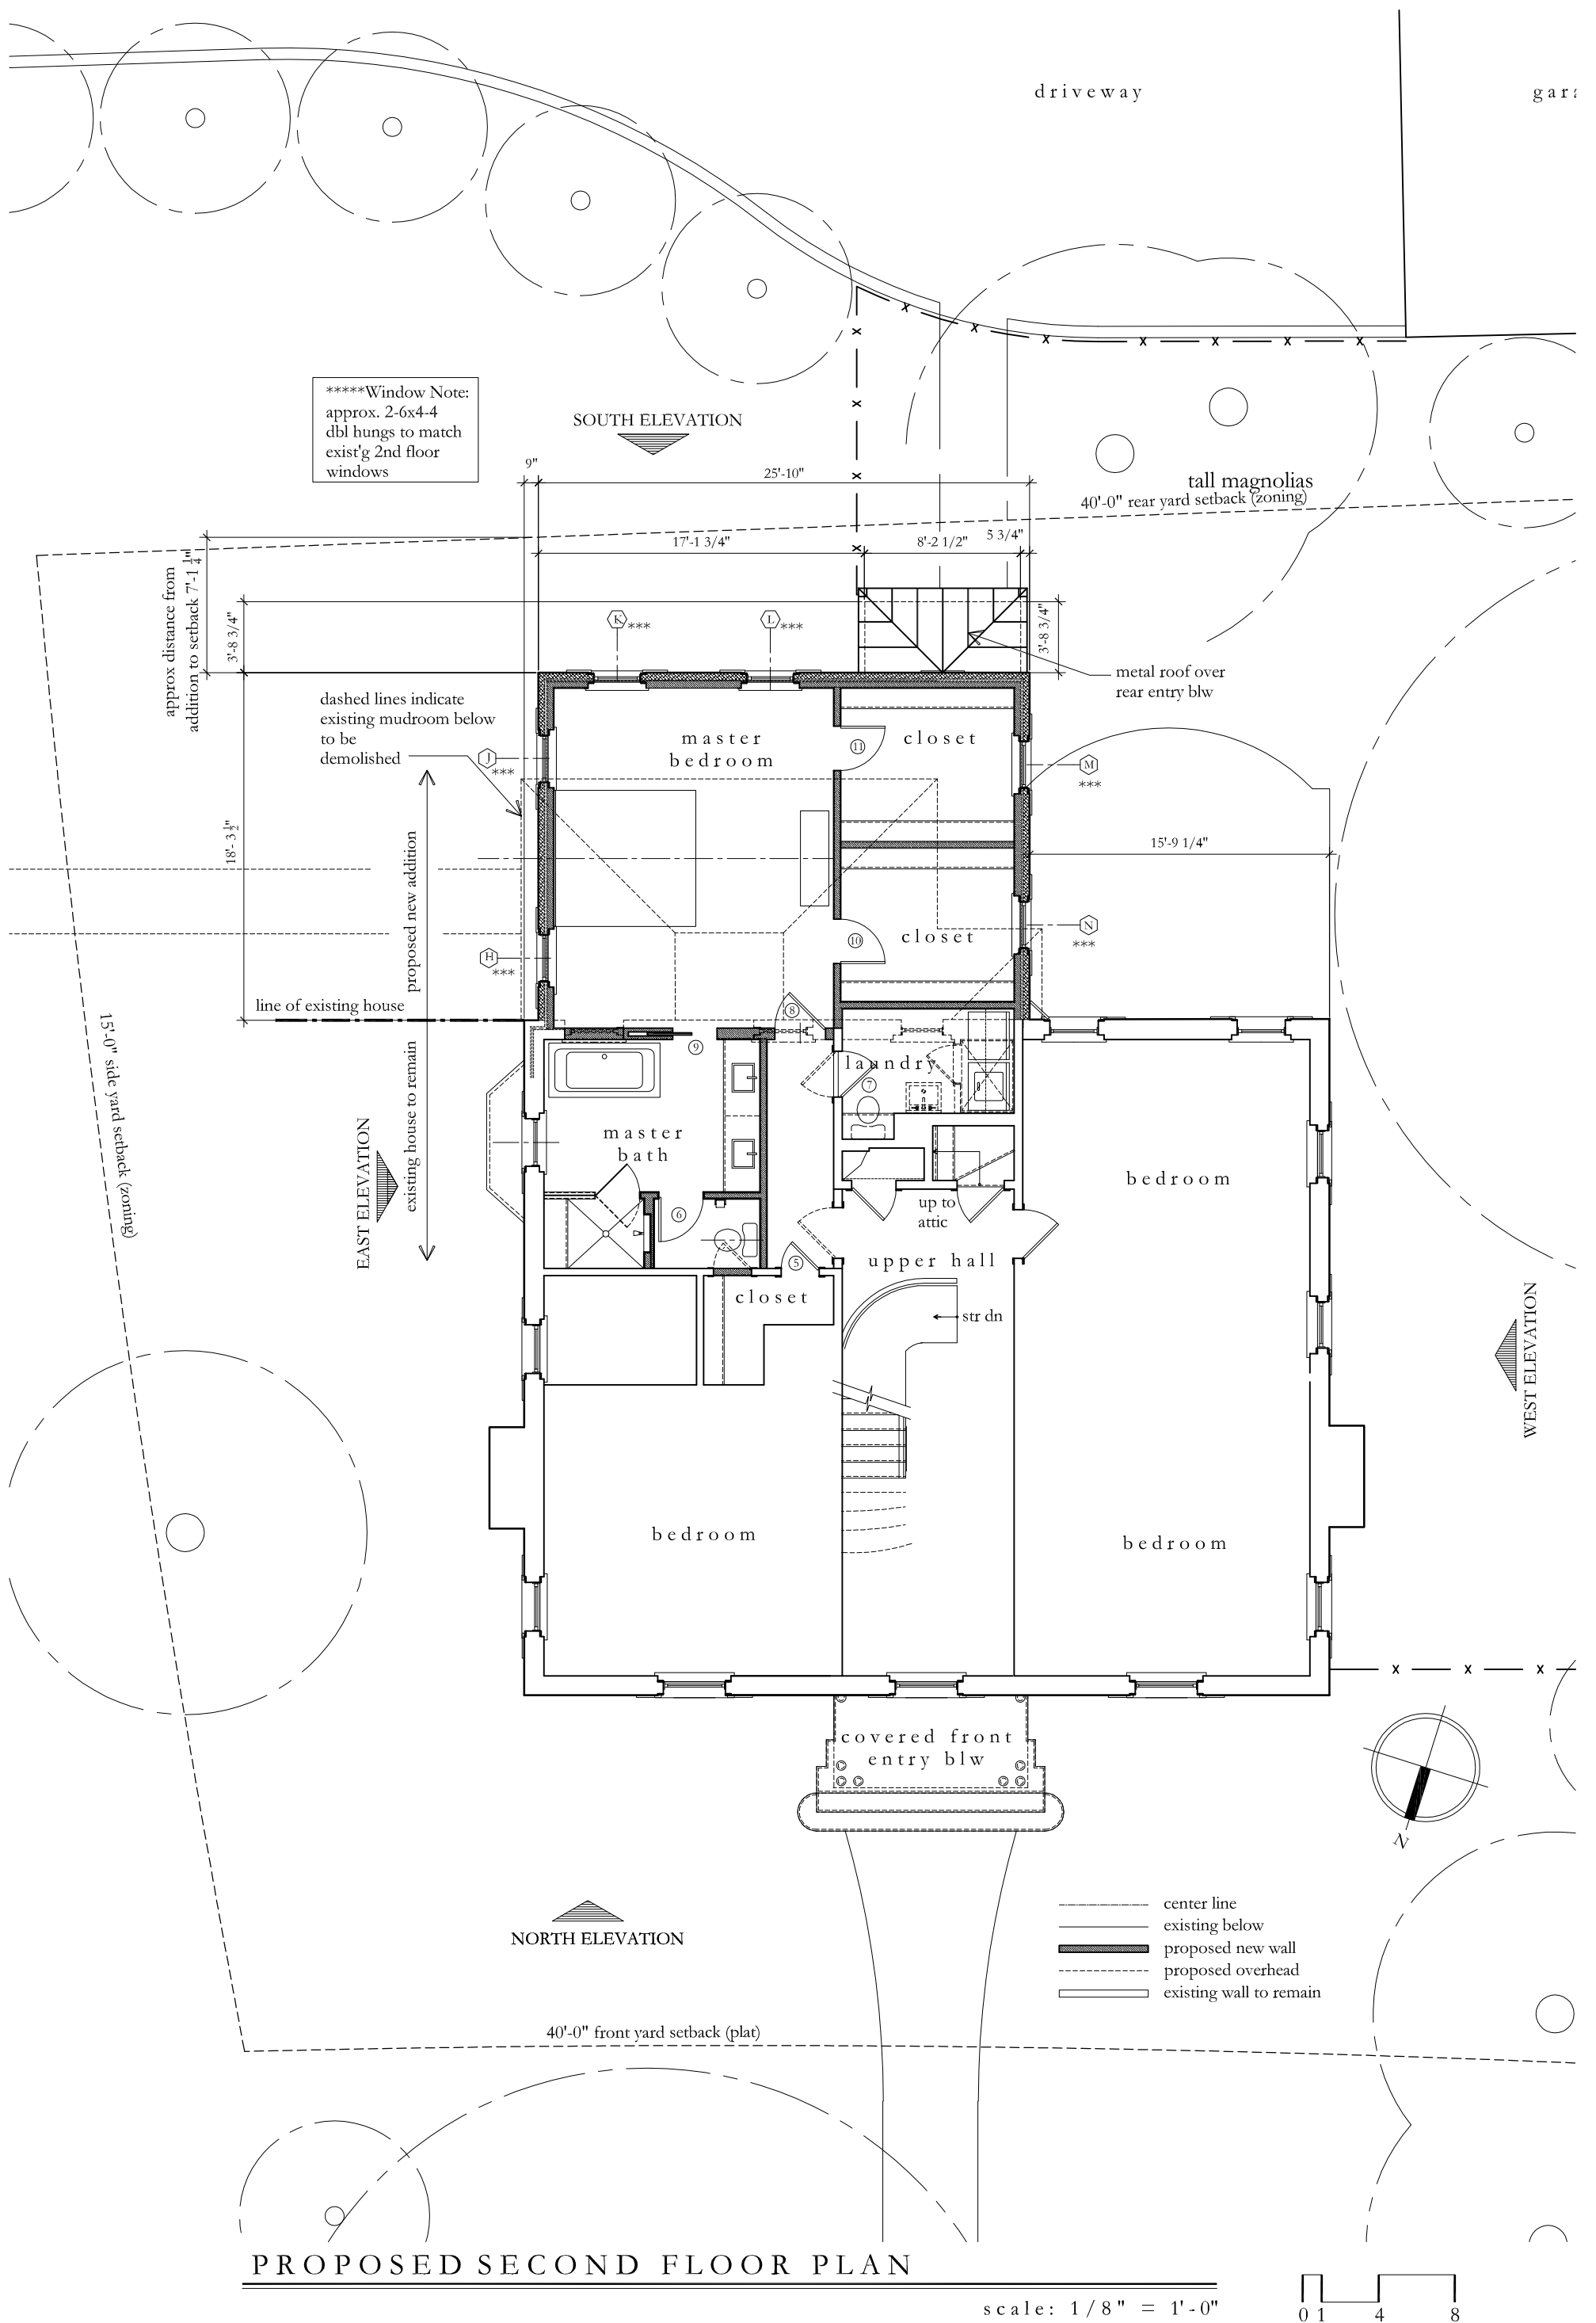 driveway
gara
*****Window Note:
approx. 2-6x4-4
dbl hungs to match
exist'g 2nd floor
windows
SOUTH ELEVATION
9"
25'-10"
tall magnolias
40'-0" rear yard setback (zoning)
17'-1 3/4"
8'-2 1/2"
5 3/4"
approx distance from
addition to setback 7'-1 1/4"
3'-8 3/4"
3'-8 3/4"
K
***
L
***
metal roof over
rear entry blw
dashed lines indicate
existing mudroom below
to be
demolished
master
bedroom
closet
11
J
***
M
***
15'-9 1/4"
18'- 3 1/2"
proposed new addition
closet
10
N
***
H
***
line of existing house
8
9
laundry
7
15'-0" side yard setback (zoning)
existing house to remain
EAST ELEVATION
master
bath
bedroom
6
up to
attic
5
upper hall
closet
str dn
WEST ELEVATION
bedroom
bedroom
covered front
entry blw
N
NORTH ELEVATION
center line
existing below
proposed new wall
proposed overhead
existing wall to remain
40'-0" front yard setback (plat)
PROPOSED SECOND FLOOR PLAN
scale: 1/8" = 1'-0"
0 1 4 8